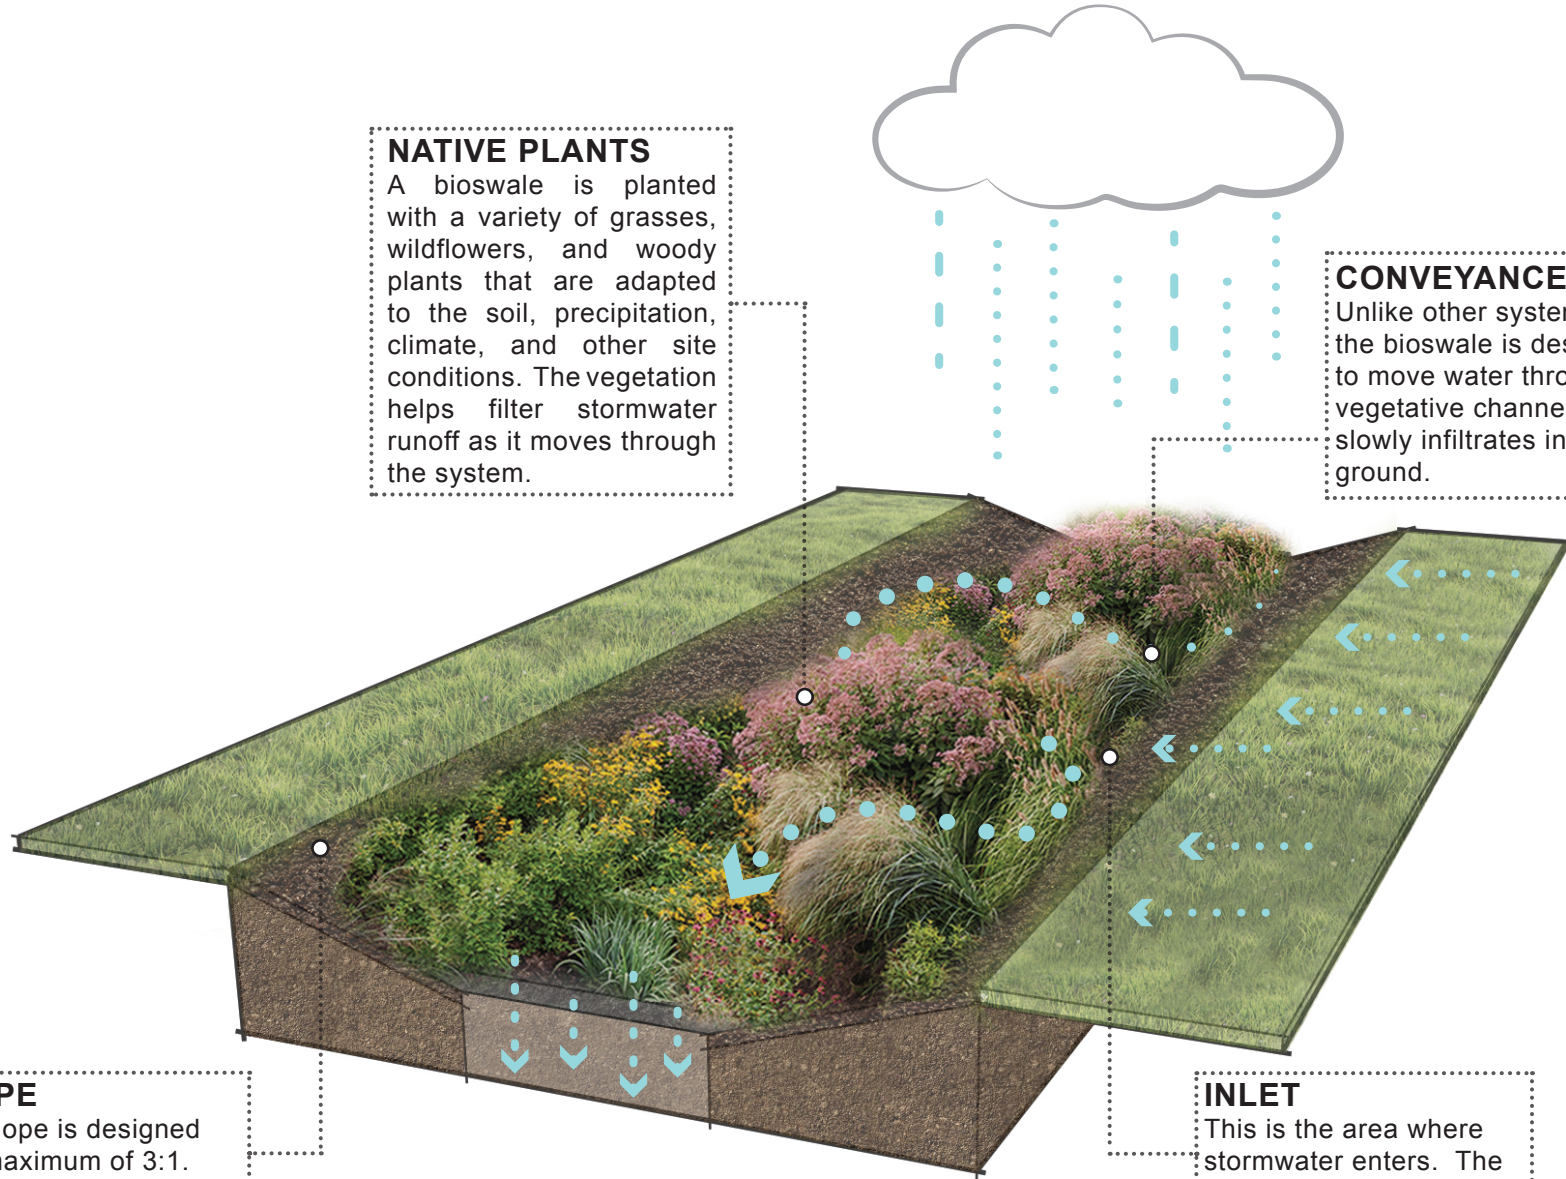 NATIVE PLANTS
A bioswale is planted
with a variety of grasses,
wildflowers, and woody
plants that are adapted
to the soil, precipitation,
climate, and other site
conditions. The vegetation
helps filter stormwater
runoff as it moves through
the system.
CONVEYANCE
Unlike other
the bioswale is
to move water
vegetative
slowly infiltrates
ground.
is designed
of 3:1.
INLET
This is the area where
stormwater enters. The